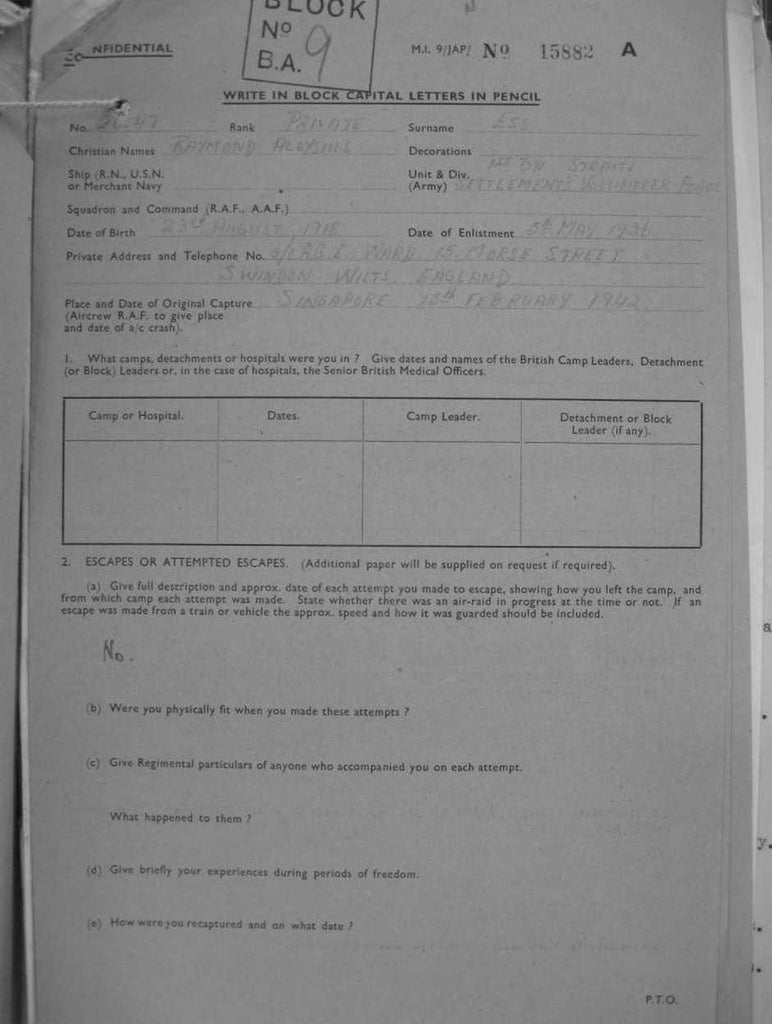 BLOCK
Nº 9
B.A.
NFIDENTIAL
M.I. 9/JAP/ Nº 15882 A
WRITE IN BLOCK CAPITAL LETTERS IN PENCIL
No. Rank PRIVATE Surname ESS
Christian Names RAYMOND ALOYSIUS Decorations
Ship (R.N., U.S.N. or Merchant Navy
Unit & Div. (Army) 1ST BN STRAITS
SETTLEMENTS VOLUNTEER FORCE
Squadron and Command (R.A.F., A.A.F.)
Date of Birth 23rd AUGUST 1918 Date of Enlistment 5th MAY 1936
Private Address and Telephone No. WARD 15. MORSE STREET
SWINDON WILTS, ENGLAND
Place and Date of Original Capture SINGAPORE 15th FEBRUARY 1942
(Aircrew R.A.F. to give place
and date of a/c crash).
1. What camps, detachments or hospitals were you in ? Give dates and names of the British Camp Leaders, Detachment
(or Block) Leaders or, in the case of hospitals, the Senior British Medical Officers.
Camp or Hospital. Dates. Camp Leader. Detachment or Block
Leader (if any).
2. ESCAPES OR ATTEMPTED ESCAPES. (Additional paper will be supplied on request if required).
(a) Give full description and approx. date of each attempt you made to escape, showing how you left the camp, and
from which camp each attempt was made. State whether there was an air-raid in progress at the time or not. If an
escape was made from a train or vehicle the approx. speed and how it was guarded should be included.
No.
(b) Were you physically fit when you made these attempts ?
(c) Give Regimental particulars of anyone who accompanied you on each attempt.
What happened to them ?
(d) Give briefly your experiences during periods of freedom.
(e) How were you recaptured and on what date ?
P.T.O.